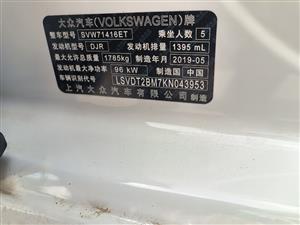 大众汽车(VOLKSWAGEN)牌
整车型号 SVW71416ET 乘坐人数 5
发动机型号 DJR 发动机排量 1395 mL
最大允许总质量 1785kg 制造年月 2019-05
发动机最大净功率 96 kW 制造国 中国
车辆识别代号 LSVDT2BM7KN043953
上汽大众汽车有限公司 制造